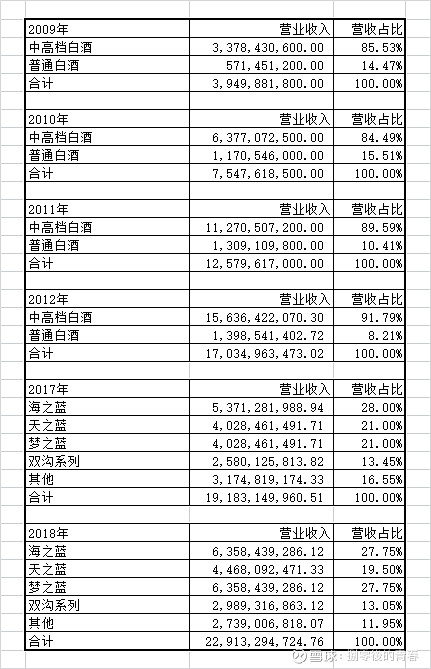 2009年 营业收入 营收占比
中高档白酒 3,378,430,600.00 85.53%
普通白酒 571,451,200.00 14.47%
合计 3,949,881,800.00 100.00%
2010年 营业收入 营收占比
中高档白酒 6,377,072,500.00 84.49%
普通白酒 1,170,546,000.00 15.51%
合计 7,547,618,500.00 100.00%
2011年 营业收入 营收占比
中高档白酒 11,270,507,200.00 89.59%
普通白酒 1,309,109,800.00 10.41%
合计 12,579,617,000.00 100.00%
2012年 营业收入 营收占比
中高档白酒 15,636,422,070.30 91.79%
普通白酒 1,398,541,402.72 8.21%
合计 17,034,963,473.02 100.00%
2017年 营业收入 营收占比
海之蓝 5,371,281,988.94 28.00%
天之蓝 4,028,461,491.71 21.00%
梦之蓝 4,028,461,491.71 21.00%
双沟系列 2,580,125,813.82 13.45%
其他 3,174,819,174.33 16.55%
合计 19,183,149,960.51 100.00%
2018年 营业收入 营收占比
海之蓝 6,358,439,286.12 27.75%
天之蓝 4,468,092,471.33 19.50%
梦之蓝 6,358,439,286.12 27.75%
双沟系列 2,989,316,863.12 13.05%
其他 2,739,006,818.07 11.95%
合计 22,913,294,724.76 100.00%
雪球：捌零後的青春